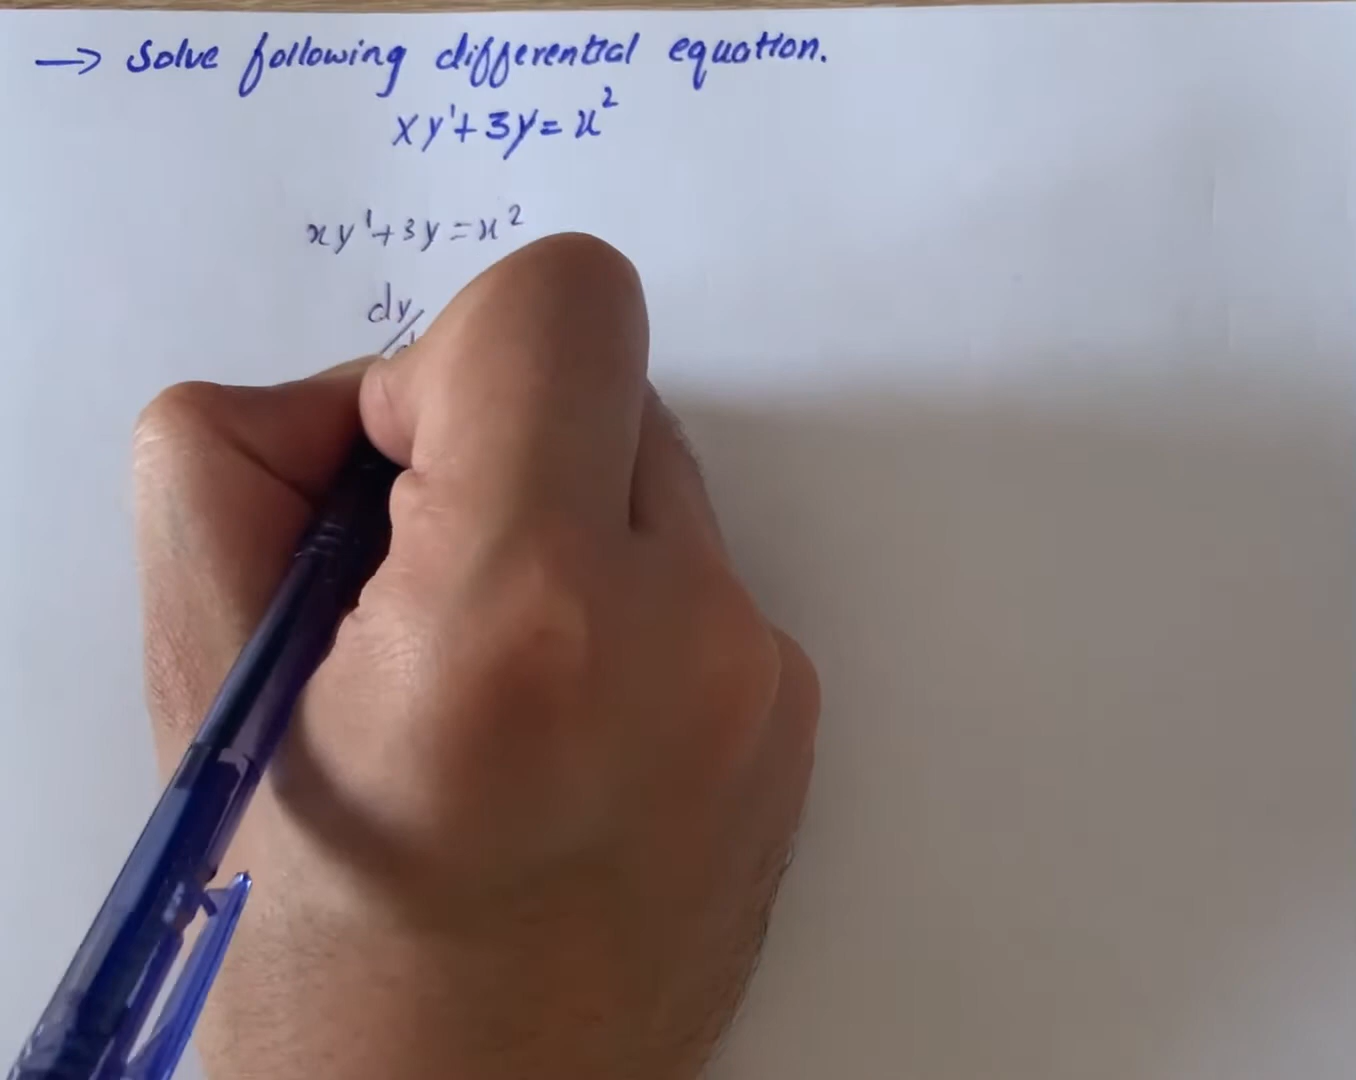 → Solve following differential equation.
xy'+3y=x²
xy'+3y=x²
dy/d